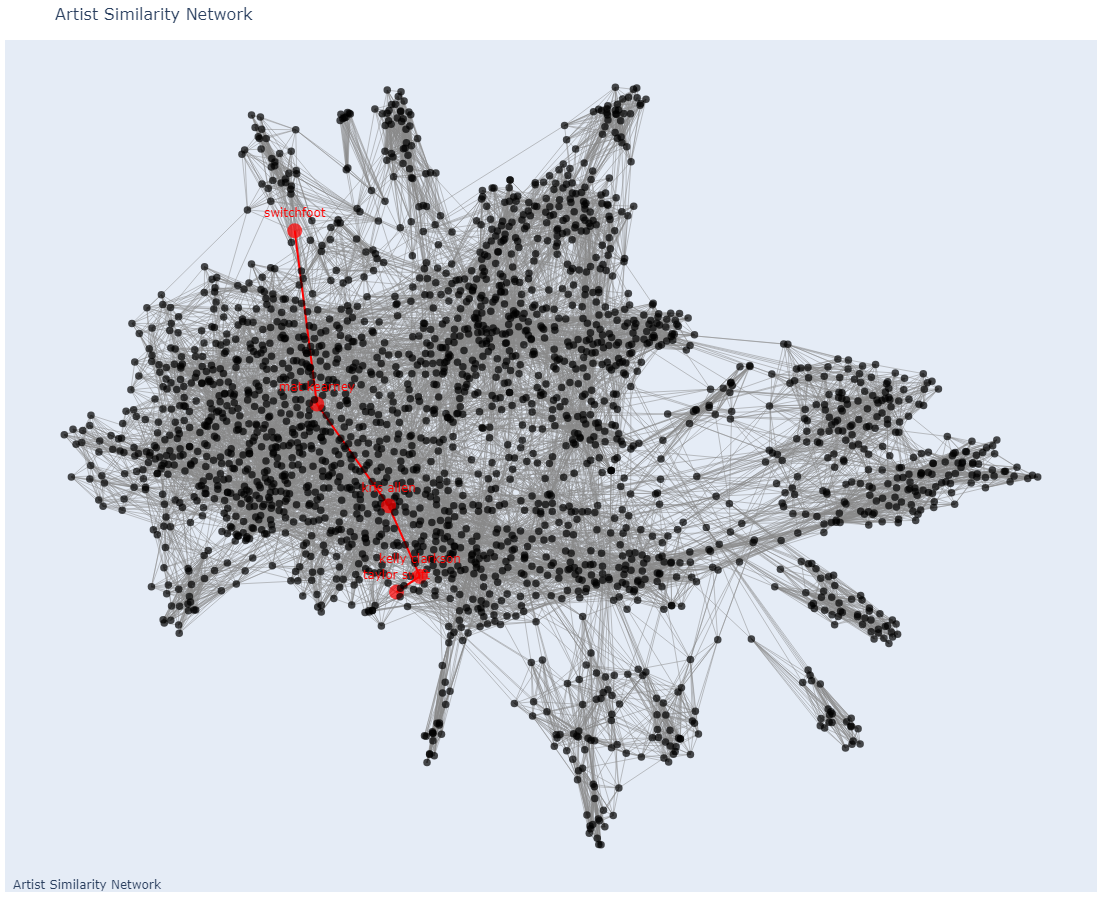 Artist Similarity Network
switchfoot
mat kearney
kris allen
kelly clarkson
taylor swift
Artist Similarity Network